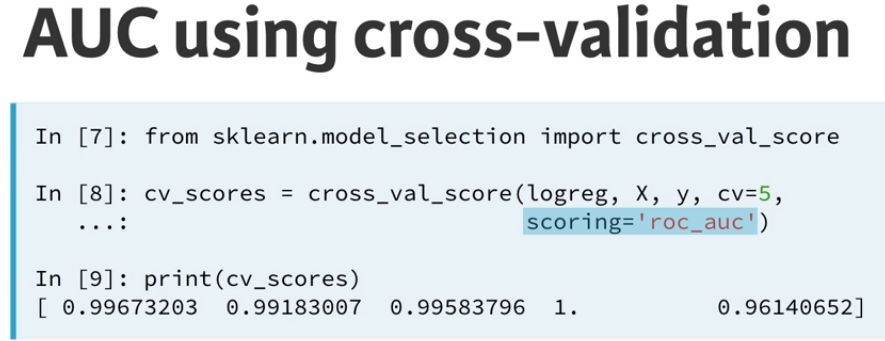 AUC using cross-validation
In [7]: from sklearn.model_selection import cross_val_score
In [8]: cv_scores = cross_val_score(logreg, X, y, cv=5,
...: scoring='roc_auc')
In [9]: print(cv_scores)
[ 0.99673203 0.99183007 0.99583796 1. 0.96140652]